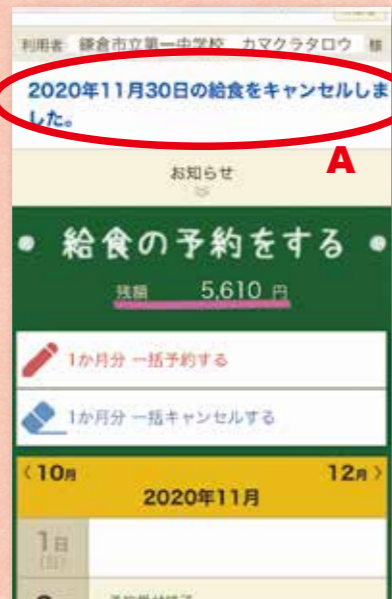 利用者 鎌倉市立第一中学校 カマクラタロウ 様
2020年11月30日の給食をキャンセルしま
した。
A
お知らせ
給食の予約をする
残額 5,610 円
1か月分 一括予約する
1か月分 一括キャンセルする
〈10月 12月〉
2020年11月
1日
(日)